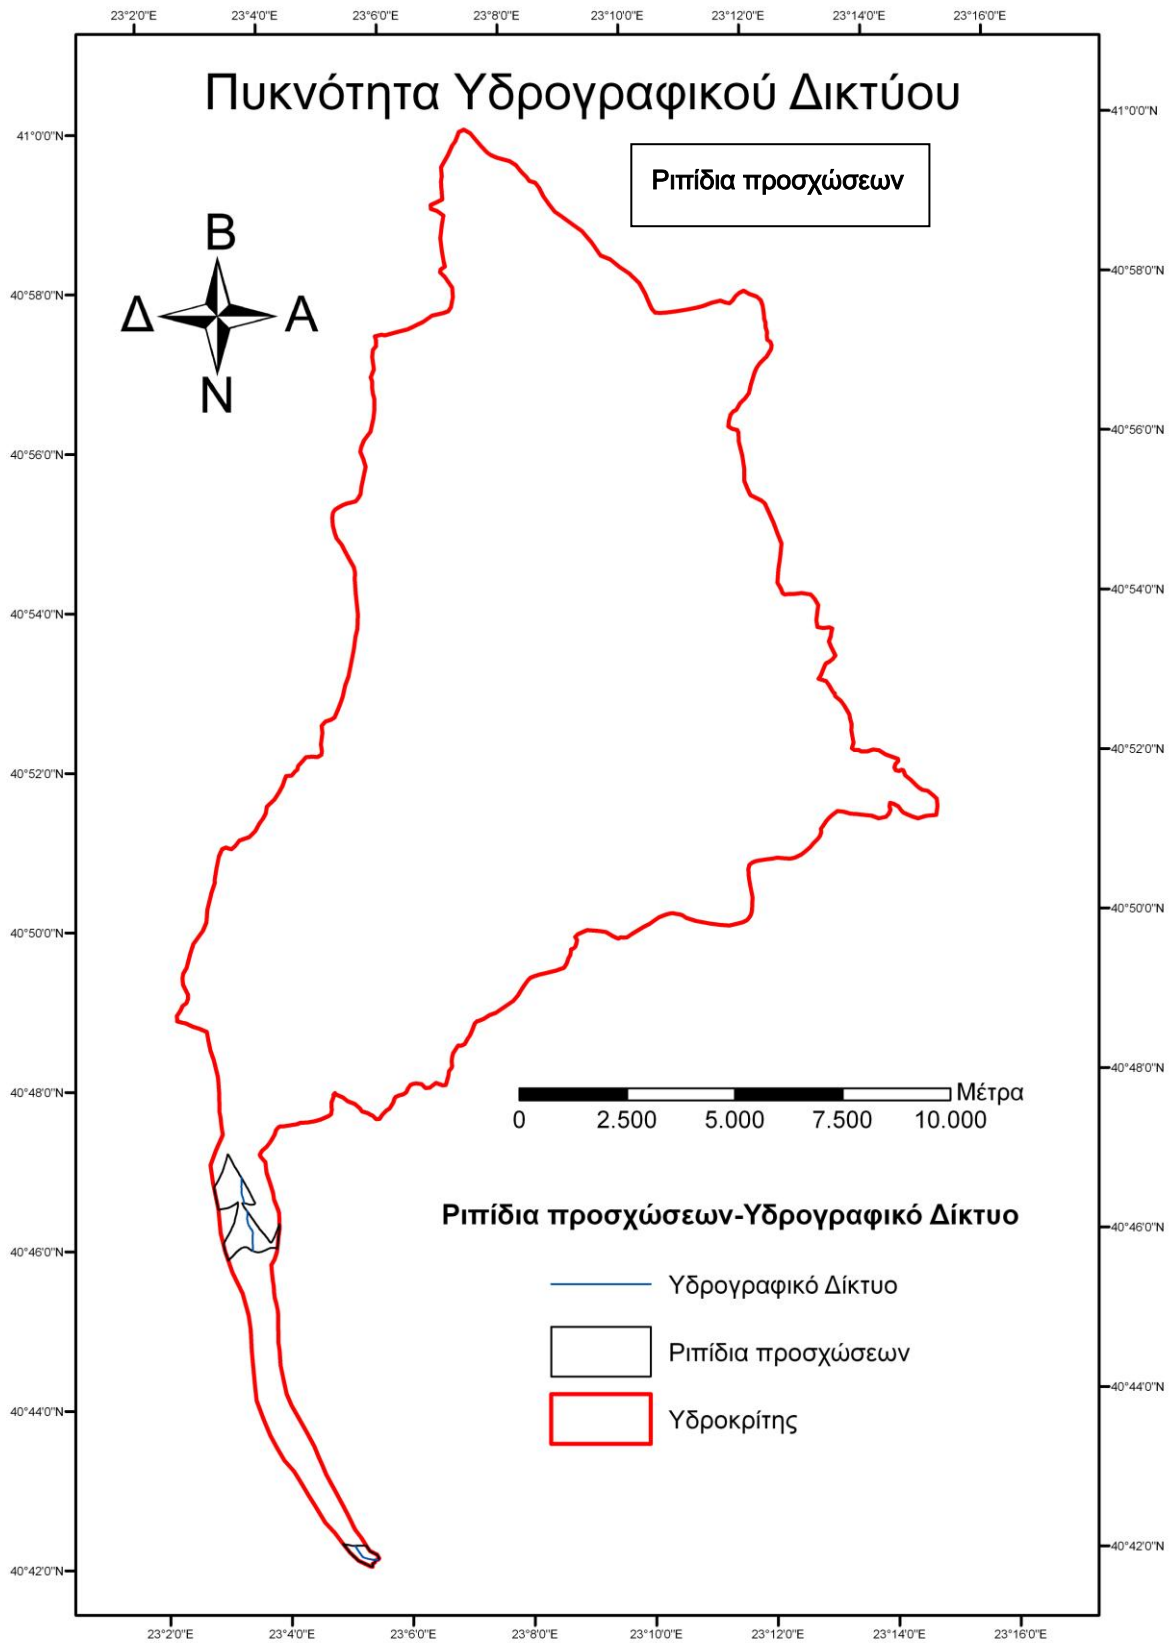 23°2'0"E 23°4'0"E 23°6'0"E 23°8'0"E 23°10'0"E 23°12'0"E 23°14'0"E 23°16'0"E
Πυκνότητα Υδρογραφικού Δικτύου
41°0'0"N 41°0'0"N
Ριπίδια προσχώσεων
Β
Δ Α
Ν
40°58'0"N 40°58'0"N
40°56'0"N 40°56'0"N
40°54'0"N 40°54'0"N
40°52'0"N 40°52'0"N
40°50'0"N 40°50'0"N
40°48'0"N 40°48'0"N
Μέτρα
0 2.500 5.000 7.500 10.000
Ριπίδια προσχώσεων-Υδρογραφικό Δίκτυο
40°46'0"N 40°46'0"N
Υδρογραφικό Δίκτυο
Ριπίδια προσχώσεων
40°44'0"N 40°44'0"N
Υδροκρίτης
40°42'0"N 40°42'0"N
23°2'0"E 23°4'0"E 23°6'0"E 23°8'0"E 23°10'0"E 23°12'0"E 23°14'0"E 23°16'0"E